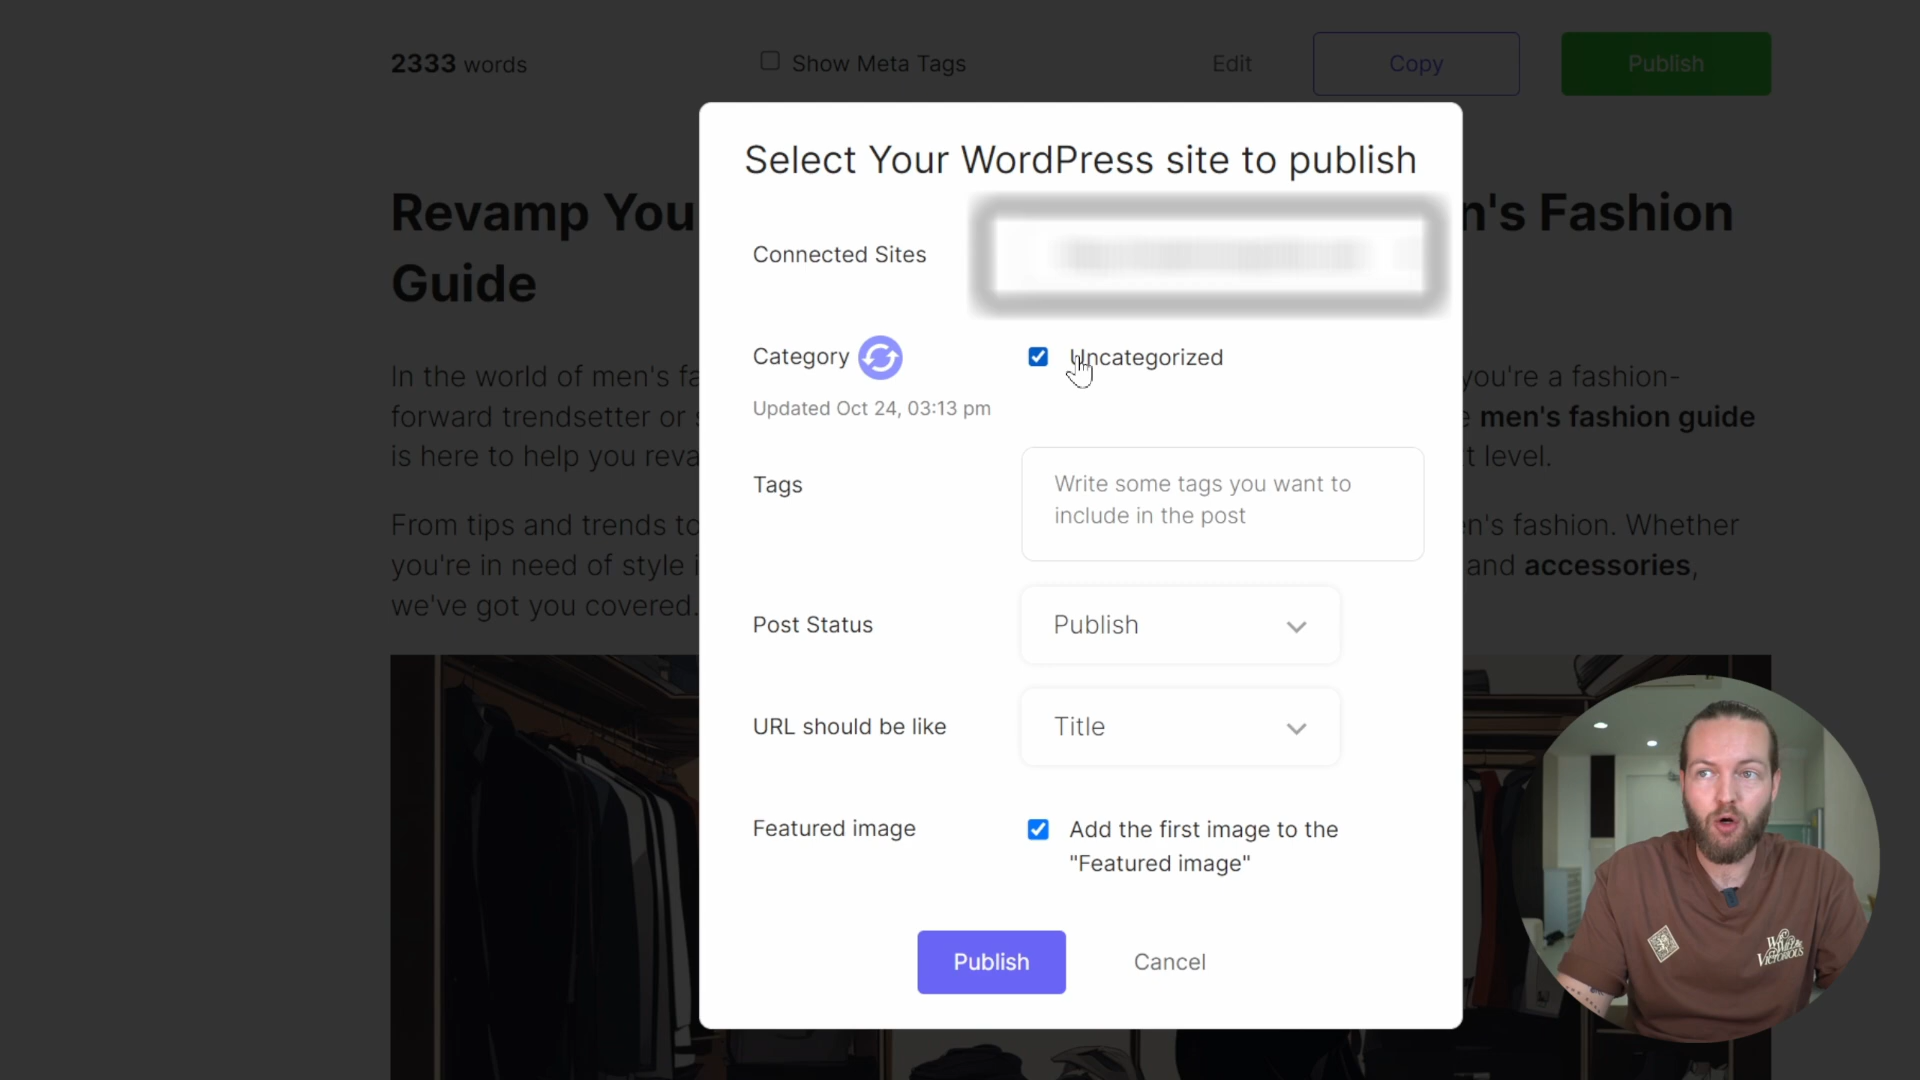 2333 words
Show Meta Tags
Edit
Copy
Publish
Select Your WordPress site to publish
Revamp You
n's Fashion
Guide
Connected Sites
Category
Uncategorized
Updated Oct 24, 03:13 pm
In the world of men's fa
you're a fashion-
forward trendsetter or
men's fashion guide
is here to help you reva
t level.
Tags
Write some tags you want to
include in the post
From tips and trends to
n's fashion. Whether
you're in need of style i
and accessories,
we've got you covered.
Post Status
Publish
URL should be like
Title
Featured image
Add the first image to the
"Featured image"
Publish
Cancel
VICTORIOUS